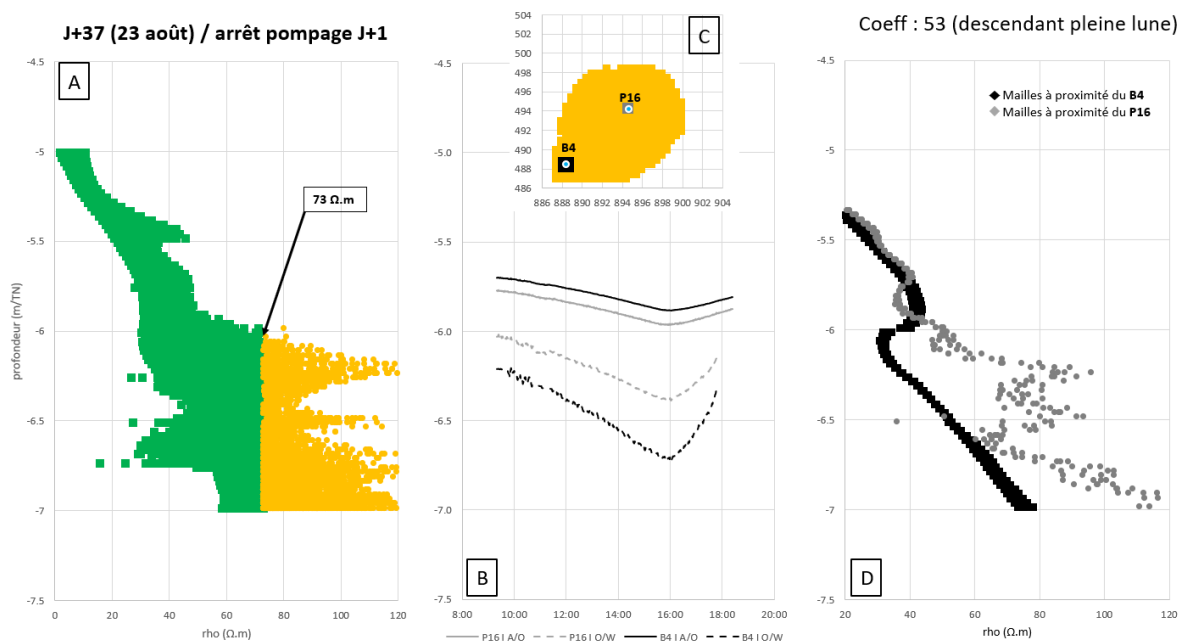 J+37 (23 août) / arrêt pompage J+1
Coeff : 53 (descendant pleine lune)
A
-4.5
-5
-5.5
-6
-6.5
-7
-7.5
profondeur (m/TN)
73 Ω.m
0 20 40 60 80 100 120
rho (Ω.m)
C
504
502
500
498
496
494
492
490
488
486
P16
B4
886 888 890 892 894 896 898 900 902 904
-4.5
-5.0
-5.5
-6.0
-6.5
-7.0
-7.5
B
8:00 10:00 12:00 14:00 16:00 18:00 20:00
P16 I A/O P16 I O/W B4 I A/O B4 I O/W
-4.5
-5
-5.5
-6
-6.5
-7
-7.5
Mailles à proximité du B4
Mailles à proximité du P16
D
20 40 60 80 100 120
rho (Ω.m)